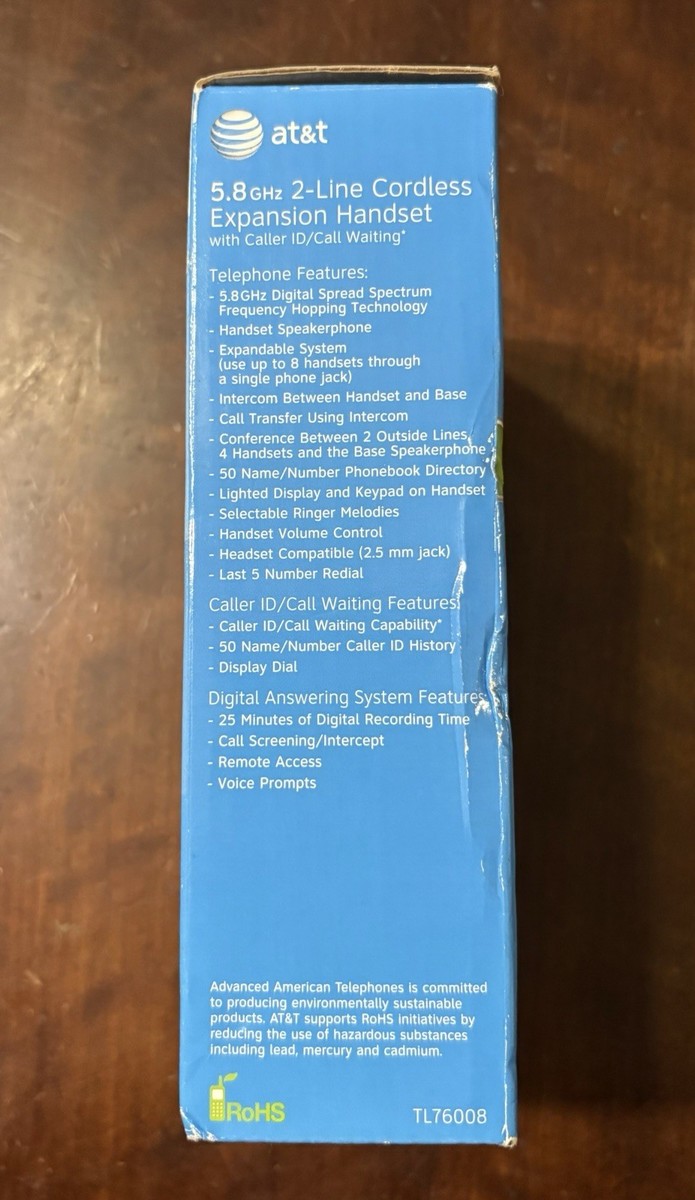 at&t
5.8 GHz 2-Line Cordless
Expansion Handset
with Caller ID/Call Waiting*
Telephone Features:
- 5.8GHz Digital Spread Spectrum
Frequency Hopping Technology
- Handset Speakerphone
- Expandable System
(use up to 8 handsets through
a single phone jack)
- Intercom Between Handset and Base
- Call Transfer Using Intercom
- Conference Between 2 Outside Lines,
4 Handsets and the Base Speakerphone
- 50 Name/Number Phonebook Directory
- Lighted Display and Keypad on Handset
- Selectable Ringer Melodies
- Handset Volume Control
- Headset Compatible (2.5 mm jack)
- Last 5 Number Redial
Caller ID/Call Waiting Features:
- Caller ID/Call Waiting Capability*
- 50 Name/Number Caller ID History
- Display Dial
Digital Answering System Features:
- 25 Minutes of Digital Recording Time
- Call Screening/Intercept
- Remote Access
- Voice Prompts
Advanced American Telephones is committed
to producing environmentally sustainable
products. AT&T supports RoHS initiatives by
reducing the use of hazardous substances
including lead, mercury and cadmium.
RoHS
TL76008